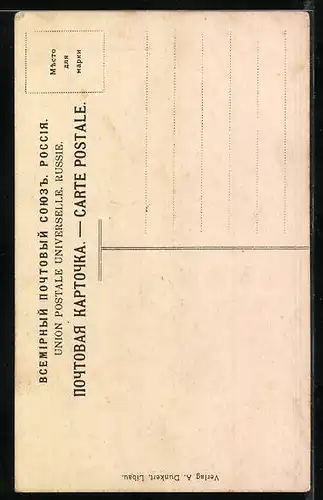 ВСЕМІРНЫЙ ПОЧТОВЫЙ СОЮЗЪ. РОССІЯ.
UNION POSTALE UNIVERSELLE. RUSSIE.
ПОЧТОВАЯ КАРТОЧКА. — CARTE POSTALE.
Мѣсто
для
марки
Verlag A. Dunkert, Libau.